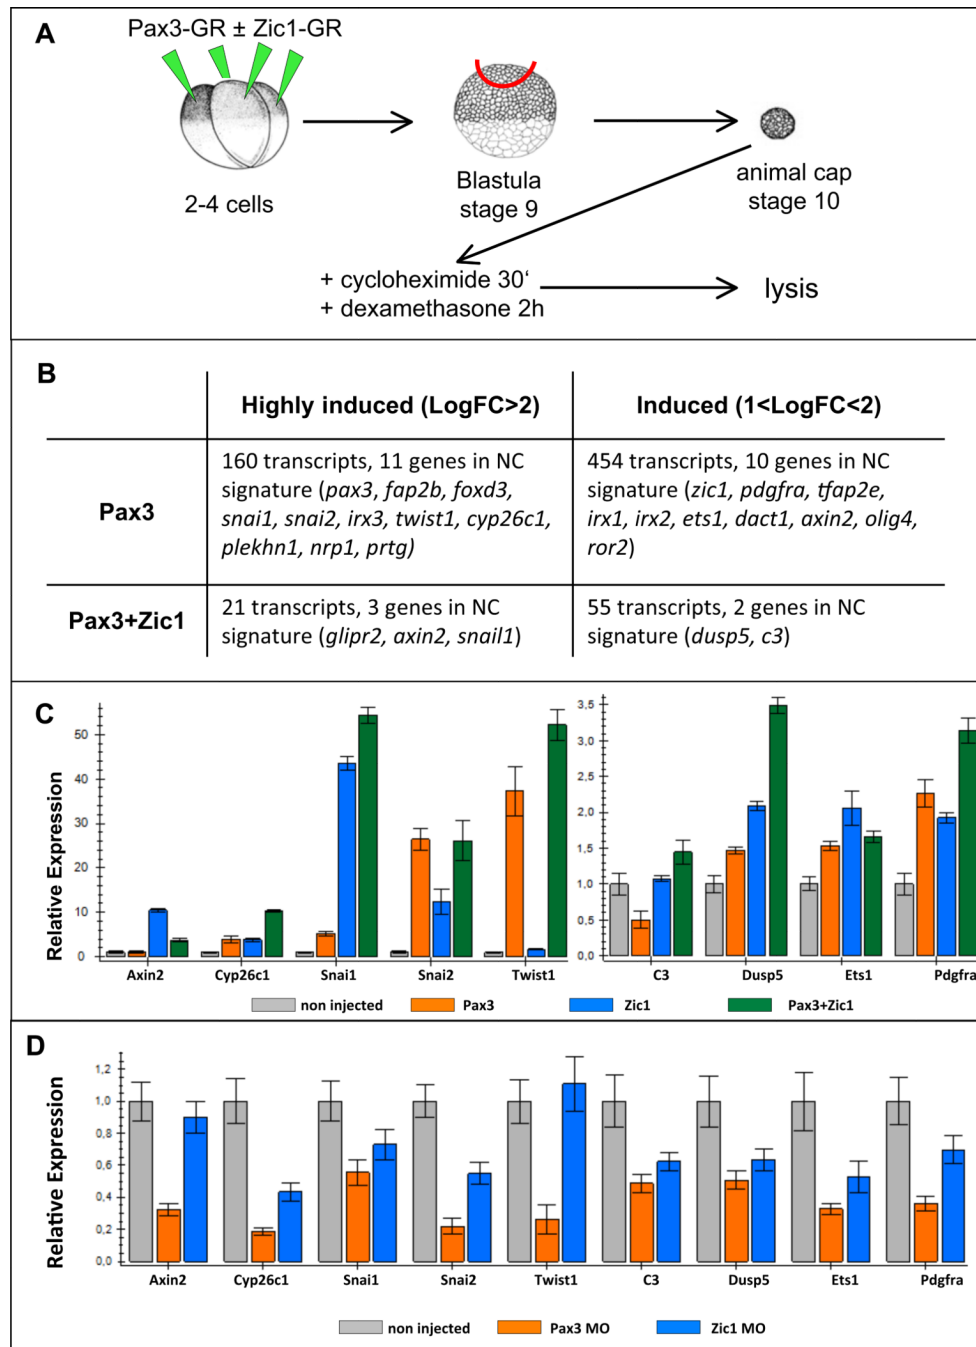 A
Pax3-GR ± Zic1-GR
2-4 cells
Blastula
stage 9
animal cap
stage 10
+ cycloheximide 30‘
+ dexamethasone 2h
lysis
B
Highly induced (LogFC>2)
Induced (1<LogFC<2)
Pax3
160 transcripts, 11 genes in NC
signature (pax3, fap2b, foxd3,
snai1, snai2, irx3, twist1, cyp26c1,
plekhn1, nrp1, prtg)
454 transcripts, 10 genes in NC
signature (zic1, pdgfra, tfap2e,
irx1, irx2, ets1, dact1, axin2, olig4,
ror2)
Pax3+Zic1
21 transcripts, 3 genes in NC
signature (glipr2, axin2, snail1)
55 transcripts, 2 genes in NC
signature (dusp5, c3)
C
Relative Expression
50
40
30
20
10
0
Axin2 Cyp26c1 Snai1 Snai2 Twist1
3,5
3,0
2,5
2,0
1,5
1,0
0,5
0,0
C3 Dusp5 Ets1 Pdgfra
non injected Pax3 Zic1 Pax3+Zic1
D
Relative Expression
1,2
1,0
0,8
0,6
0,4
0,2
0,0
Axin2 Cyp26c1 Snai1 Snai2 Twist1 C3 Dusp5 Ets1 Pdgfra
non injected Pax3 MO Zic1 MO